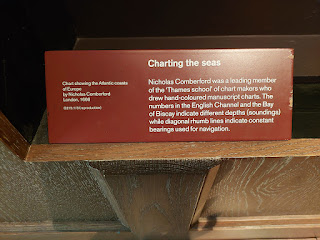 Charting the seas
Chart showing the Atlantic coasts
of Europe
by Nicholas Comberford
London, 1666
Nicholas Comberford was a leading member
of the 'Thames school' of chart makers who
drew hand-coloured manuscript charts. The
numbers in the English Channel and the Bay
of Biscay indicate different depths (soundings)
while diagonal rhumb lines indicate constant
bearings used for navigation.